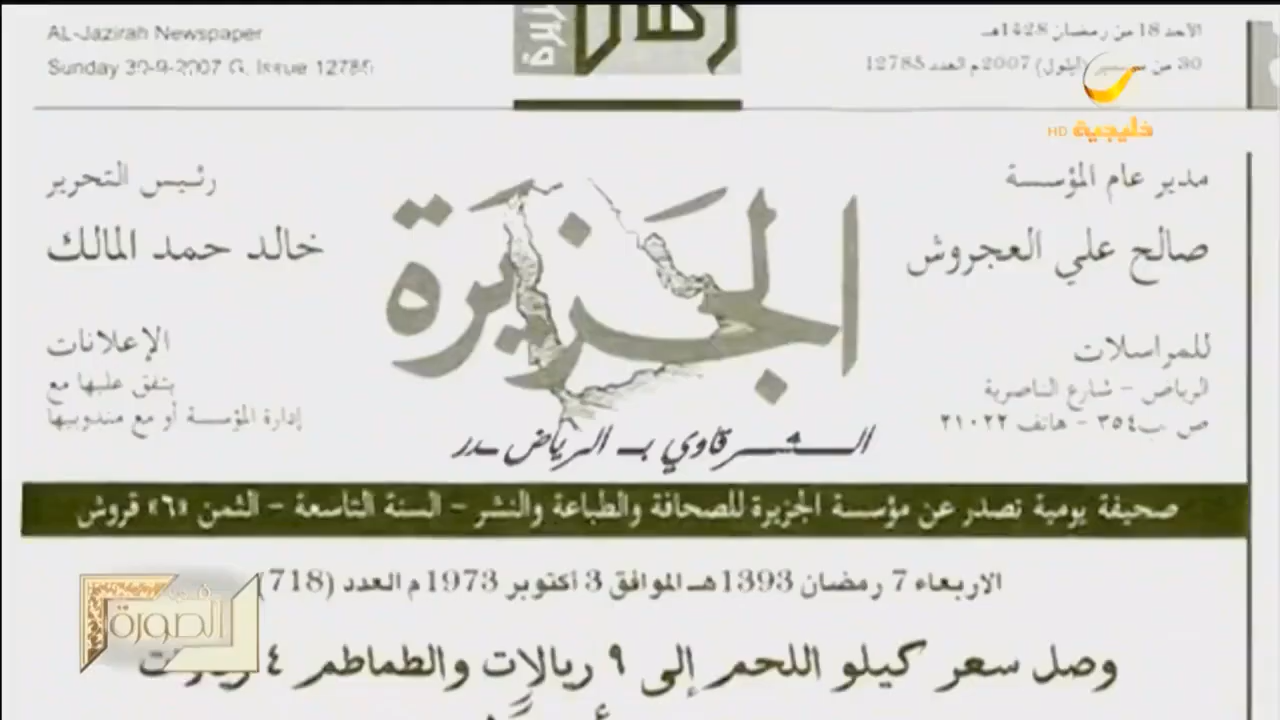 AL-Jazirah Newspaper
Sunday 30-9-2007 G. Issue 12785
الأحد 18 من رمضان 1428هـ
30 من سبتمبر (أيلول) 2007م العدد 12785
خليجية HD
مدير عام المؤسسة
صالح علي العجروش
للمراسلات
الرياض - شارع الناصرية
ص ب ٣٥٤ - هاتف ٢١٠٢٢
الجزيرة
رئيس التحرير
خالد حمد المالك
الإعلانات
يتفق عليها مع
إدارة المؤسسة أو مع مندوبيها
الشرقاوي بـ الرياض
صحيفة يومية تصدر عن مؤسسة الجزيرة للصحافة والطباعة والنشر - السنة التاسعة - الثمن «٦» قروش
الاربعاء 7 رمضان 1393هـ الموافق 3 أكتوبر 1973م العدد (718)
في الصورة
وصل سعر كيلو اللحم إلى ٩ ريالات والطماطم ٤ ريالات